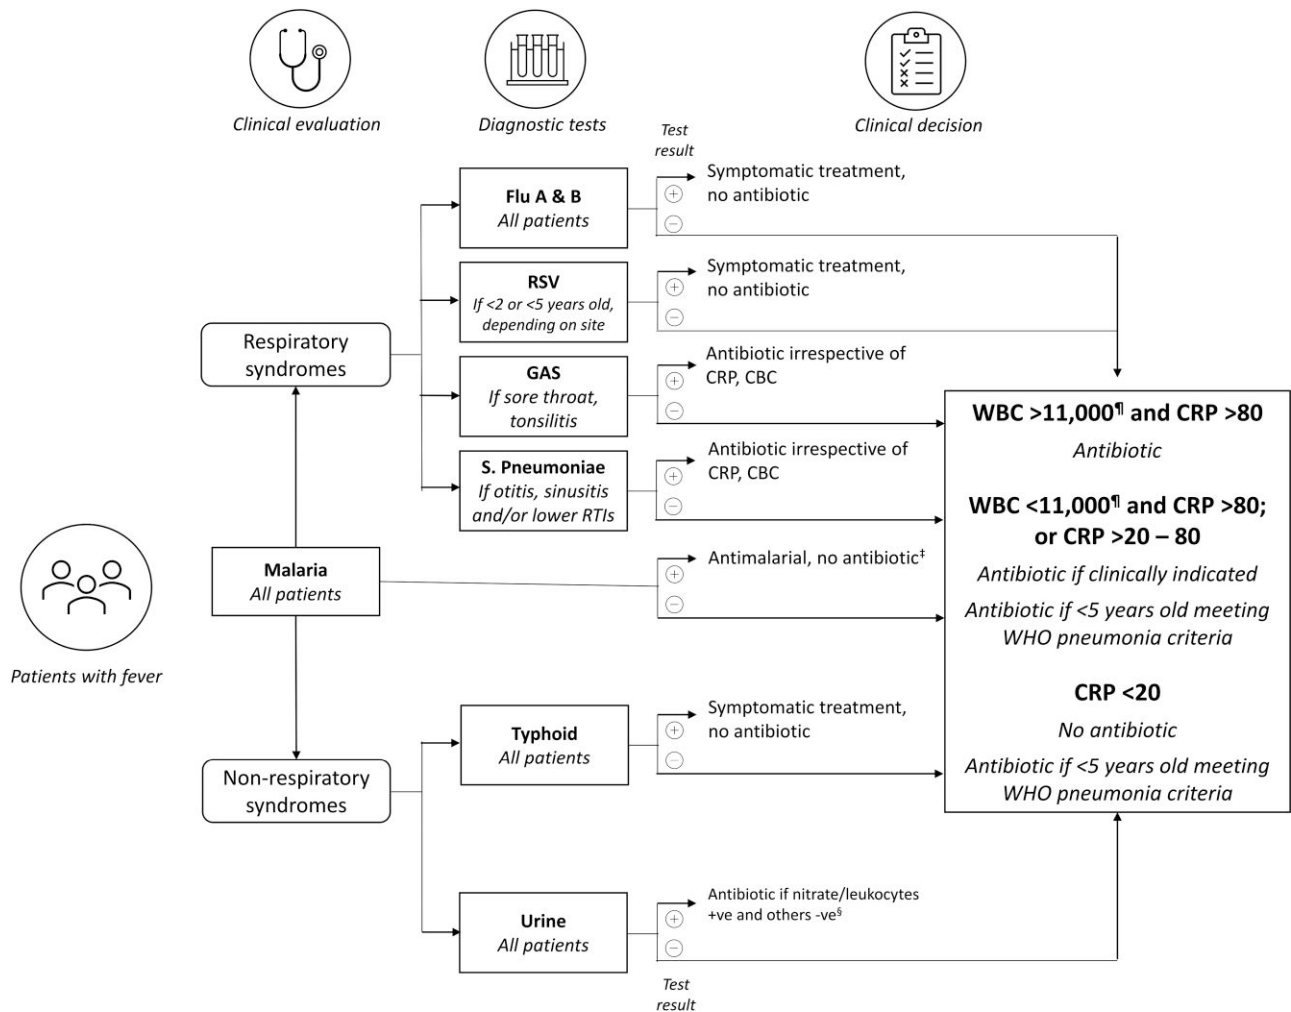 Clinical evaluation
Diagnostic tests
Clinical decision
Test
result
Flu A & B
All patients
+
−
Symptomatic treatment,
no antibiotic
RSV
If <2 or <5 years old,
depending on site
+
−
Symptomatic treatment,
no antibiotic
Respiratory
syndromes
GAS
If sore throat,
tonsilitis
+
−
Antibiotic irrespective of
CRP, CBC
S. Pneumoniae
If otitis, sinusitis
and/or lower RTIs
+
−
Antibiotic irrespective of
CRP, CBC
Malaria
All patients
+
−
Antimalarial, no antibiotic‡
Patients with fever
Non-respiratory
syndromes
Typhoid
All patients
+
−
Symptomatic treatment,
no antibiotic
Urine
All patients
+
−
Antibiotic if nitrate/leukocytes
+ve and others -ve§
Test
result
WBC >11,000¶ and CRP >80
Antibiotic
WBC <11,000¶ and CRP >80;
or CRP >20 – 80
Antibiotic if clinically indicated
Antibiotic if <5 years old meeting
WHO pneumonia criteria
CRP <20
No antibiotic
Antibiotic if <5 years old meeting
WHO pneumonia criteria